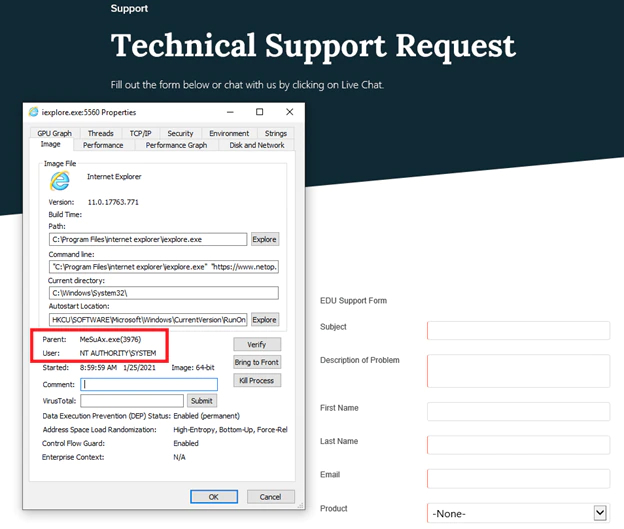 Support
Technical Support Request
Fill out the form below or chat with us by clicking on Live Chat.
iexplore.exe:5560 Properties
GPU Graph Threads TCP/IP Security Environment Strings
Image Performance Performance Graph Disk and Network
Image File
Internet Explorer
Version: 11.0.17763.771
Build Time:
Path:
C:\Program Files\internet explorer\iexplore.exe Explore
Command line:
"C:\Program Files\internet explorer\iexplore.exe" "https://www.netop.
Current directory:
C:\Windows\System32\
Autostart Location:
HKCU\SOFTWARE\Microsoft\Windows\CurrentVersion\RunOn Explore
Parent: MeSuAx.exe(3976) Verify
User: NT AUTHORITY\SYSTEM
Started: 8:59:59 AM 1/25/2021 Image: 64-bit Bring to Front
Comment: Kill Process
VirusTotal: Submit
Data Execution Prevention (DEP) Status: Enabled (permanent)
Address Space Load Randomization: High-Entropy, Bottom-Up, Force-Rel
Control Flow Guard: Enabled
Enterprise Context: N/A
OK Cancel
EDU Support Form
Subject
Description of Problem
First Name
Last Name
Email
Product -None-